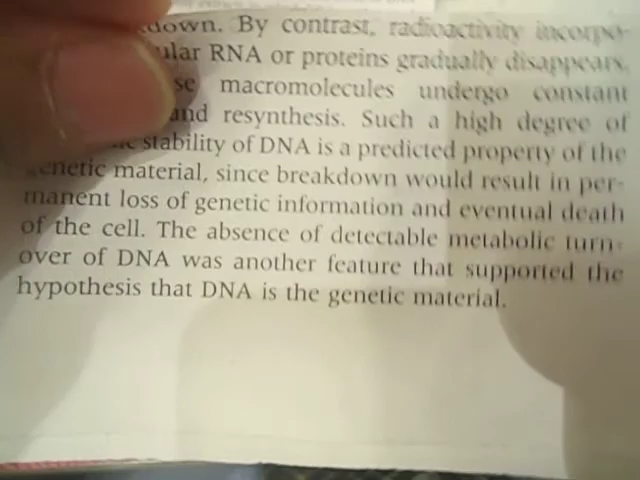 down. By contrast, radioactivity incorpo-
ular RNA or proteins gradually disappears,
se macromolecules undergo constant
and resynthesis. Such a high degree of
stability of DNA is a predicted property of the
genetic material, since breakdown would result in per-
manent loss of genetic information and eventual death
of the cell. The absence of detectable metabolic turn-
over of DNA was another feature that supported the
hypothesis that DNA is the genetic material.